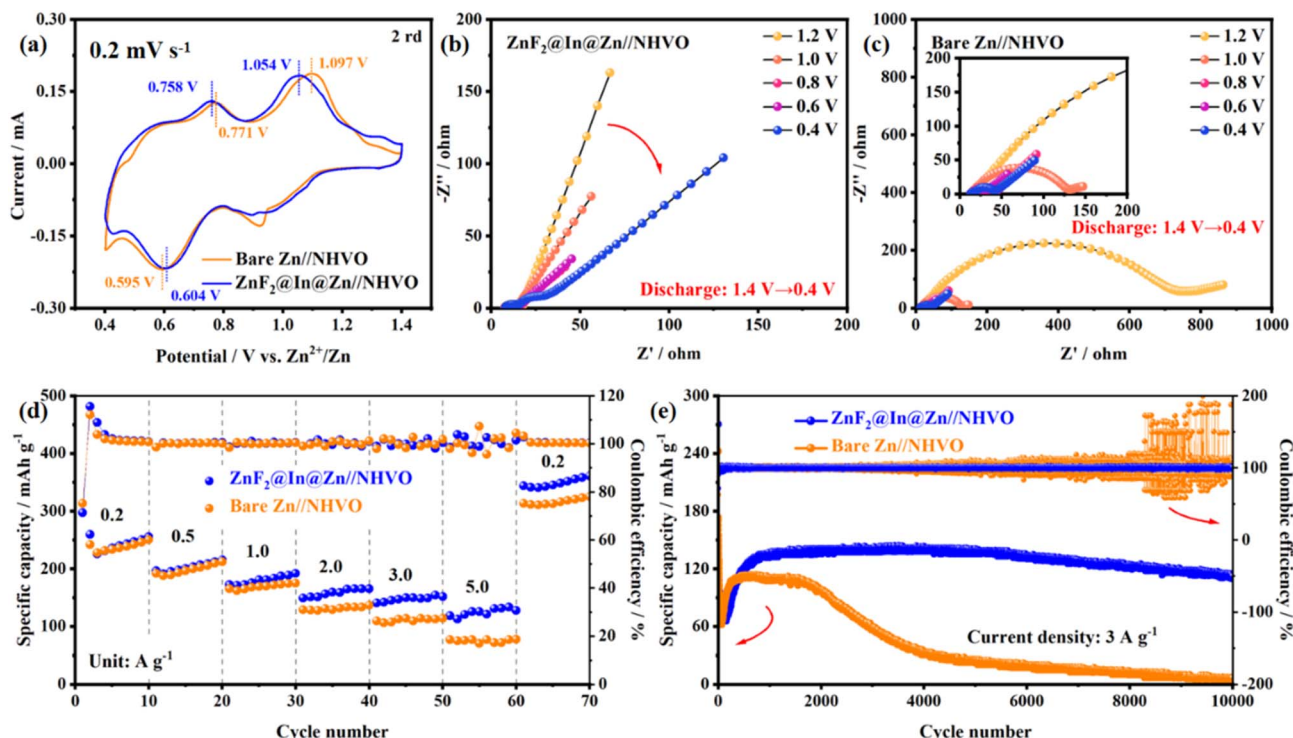 (a)
0.2 mV s⁻¹
2 rd
1.054 V
1.097 V
0.758 V
0.771 V
0.595 V
0.604 V
Bare Zn//NHVO
ZnF₂@In@Zn//NHVO
Current / mA
0.30
0.15
0.00
-0.15
-0.30
0.4
0.6
0.8
1.0
1.2
1.4
Potential / V vs. Zn²⁺/Zn
(b)
ZnF₂@In@Zn//NHVO
1.2 V
1.0 V
0.8 V
0.6 V
0.4 V
Discharge: 1.4 V→0.4 V
-Z'' / ohm
-200
-150
-100
-50
0
0
50
100
150
200
Z' / ohm
(c)
Bare Zn//NHVO
1.2 V
1.0 V
0.8 V
0.6 V
0.4 V
200
150
100
50
0
0
50
100
150
200
Discharge: 1.4 V→0.4 V
-Z'' / ohm
-1000
800
600
400
200
0
0
200
400
600
800
1000
Z' / ohm
(d)
ZnF₂@In@Zn//NHVO
Bare Zn//NHVO
0.2
0.5
1.0
2.0
3.0
5.0
0.2
Unit: A g⁻¹
Specific capacity / mAh g⁻¹
500
400
300
200
100
0
0
10
20
30
40
50
60
70
Cycle number
120
100
80
60
40
20
0
Coulombic efficiency / %
(e)
ZnF₂@In@Zn//NHVO
Bare Zn//NHVO
Current density: 3 A g⁻¹
Specific capacity / mAh g⁻¹
300
240
180
120
60
0
0
2000
4000
6000
8000
10000
Cycle number
200
100
0
-100
-200
Coulombic efficiency / %